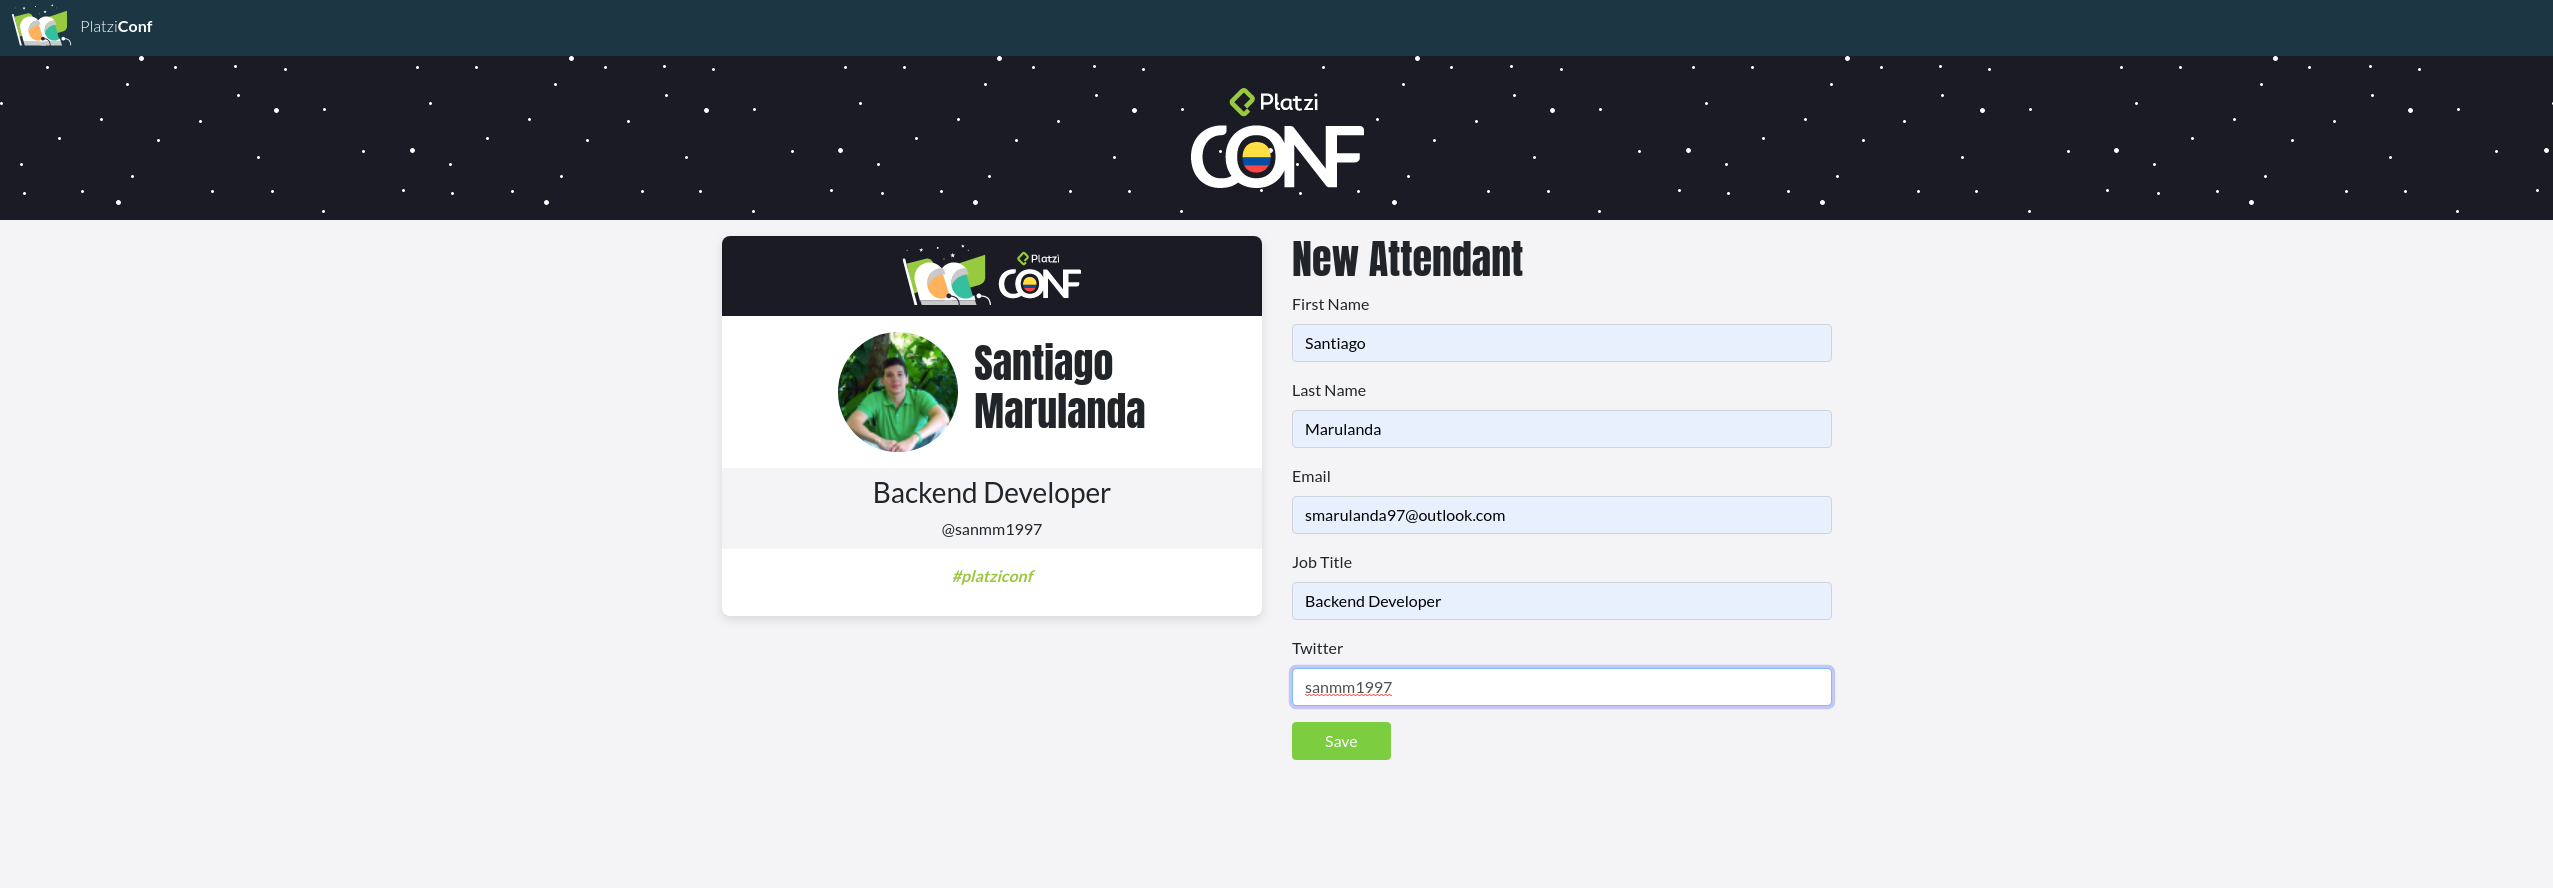 PlatziConf
Platzi
CONF
Platzi
CONF
Santiago
Marulanda
Backend Developer
@sanmm1997
#platziconf
New Attendant
First Name
Santiago
Last Name
Marulanda
Email
smarulanda97@outlook.com
Job Title
Backend Developer
Twitter
sanmm1997
Save